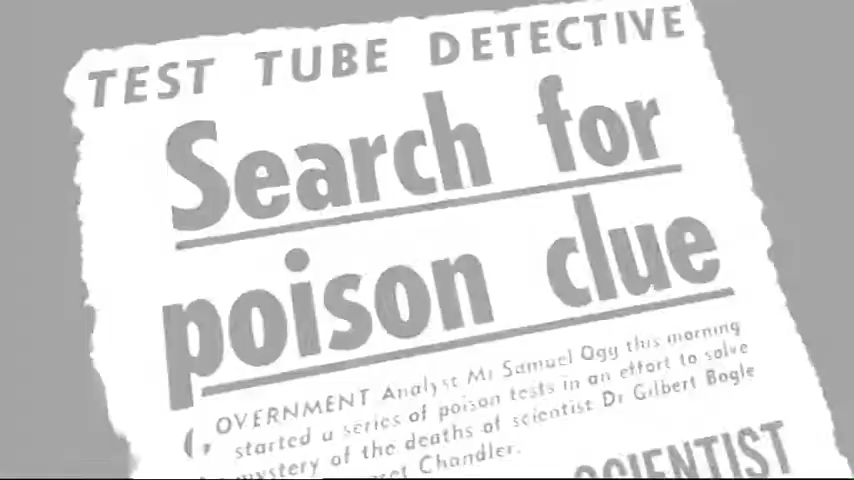 TEST TUBE DETECTIVE
Search for
poison clue
GOVERNMENT Analyst Mr Samuel Ogg this morning
started a series of poison tests in an effort to solve
mystery of the deaths of scientist Dr Gilbert Bogle
Chandler.
SCIENTIST